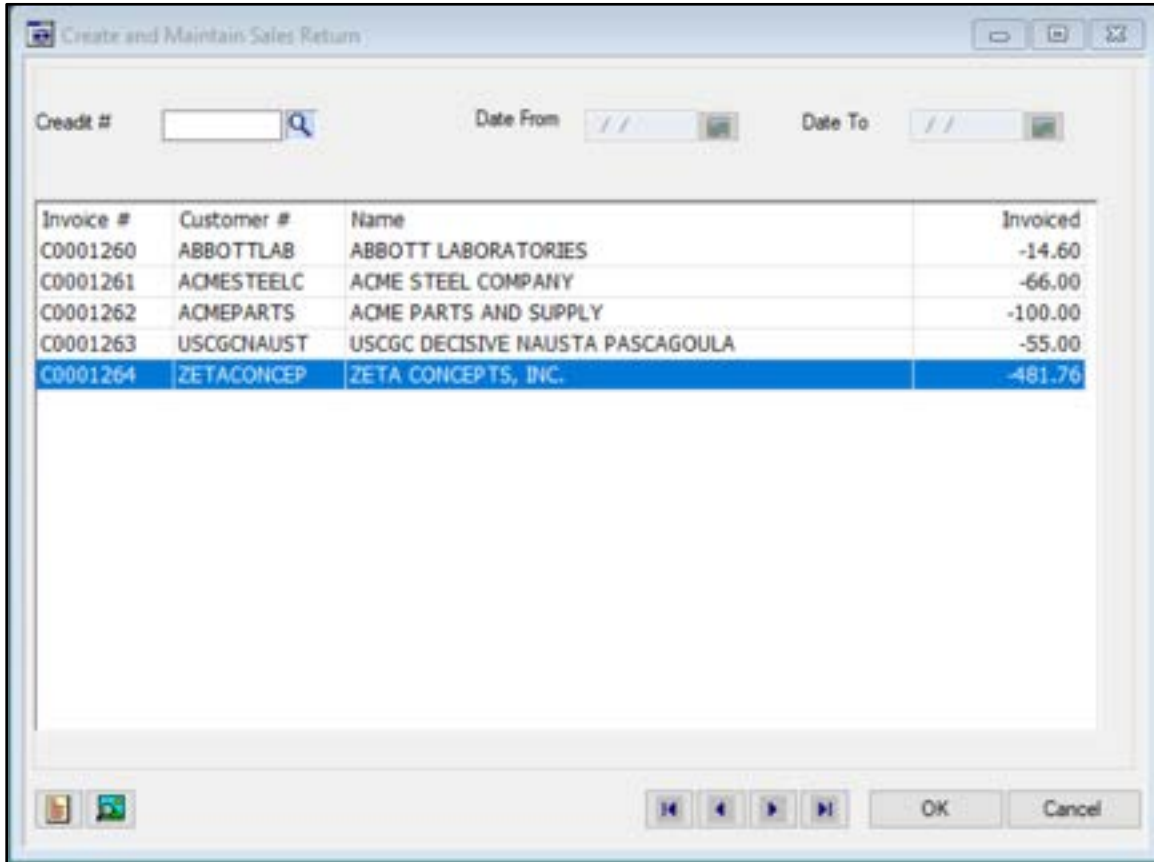 Create and Maintain Sales Return
Creadit # Date From / / Date To / /
Invoice # Customer # Name Invoiced
C0001260 ABBOTTLAB ABBOTT LABORATORIES -14.60
C0001261 ACMESTEELC ACME STEEL COMPANY -66.00
C0001262 ACMEPARTS ACME PARTS AND SUPPLY -100.00
C0001263 USCGCNAUST USCGC DECISIVE NAUSTA PASCAGOULA -55.00
C0001264 ZETACONCEP ZETA CONCEPTS, INC. -481.76
OK Cancel